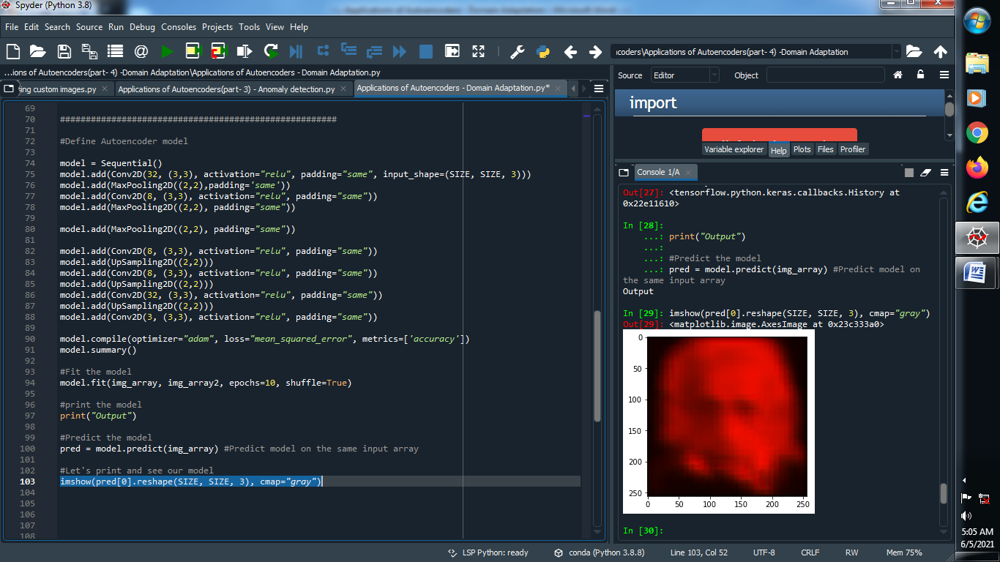 Spyder (Python 3.8)
File Edit Search Source Run Debug Consoles Projects Tools View Help
:coders\Applications of Autoencoders(part- 4) -Domain Adaptation
...ions of Autoencoders(part- 4) -Domain Adaptation\Applications of Autoencoders - Domain Adaptation.py
ing custom images.py
Applications of Autoencoders(part- 3) - Anomaly detection.py
Applications of Autoencoders - Domain Adaptation.py*
69
70 ######################################################
71
72 #Define Autoencoder model
73
74 model = Sequential()
75 model.add(Conv2D(32, (3,3), activation="relu", padding="same", input_shape=(SIZE, SIZE, 3)))
76 model.add(MaxPooling2D((2,2),padding='same'))
77 model.add(Conv2D(8, (3,3), activation="relu", padding="same"))
78 model.add(MaxPooling2D((2,2), padding="same"))
79
80 model.add(MaxPooling2D((2,2), padding="same"))
81
82 model.add(Conv2D(8, (3,3), activation="relu", padding="same"))
83 model.add(UpSampling2D((2,2)))
84 model.add(Conv2D(8, (3,3), activation="relu", padding="same"))
85 model.add(UpSampling2D((2,2)))
86 model.add(Conv2D(32, (3,3), activation="relu", padding="same"))
87 model.add(UpSampling2D((2,2)))
88 model.add(Conv2D(3, (3,3), activation="relu", padding="same"))
89
90 model.compile(optimizer="adam", loss="mean_squared_error", metrics=['accuracy'])
91 model.summary()
92
93 #Fit the model
94 model.fit(img_array, img_array2, epochs=10, shuffle=True)
95
96 #print the model
97 print("Output")
98
99 #Predict the model
100 pred = model.predict(img_array) #Predict model on the same input array
101
102 #Let's print and see our model
103 imshow(pred[0].reshape(SIZE, SIZE, 3), cmap="gray")
104
105
106
107
108
Source Editor Object
import
Variable explorer Help Plots Files Profiler
Console 1/A
Out[27]: <tensorflow.python.keras.callbacks.History at
0x22e11610>
In [28]:
...: print("Output")
...:
...: #Predict the model
...: pred = model.predict(img_array) #Predict model on
the same input array
Output
In [29]: imshow(pred[0].reshape(SIZE, SIZE, 3), cmap="gray")
Out[29]: <matplotlib.image.AxesImage at 0x23c333a0>
0
50
100
150
200
250
0 50 100 150 200 250
In [30]:
LSP Python: ready conda (Python 3.8.8) Line 103, Col 52 UTF-8 CRLF RW Mem 75%
5:05 AM
6/5/2021